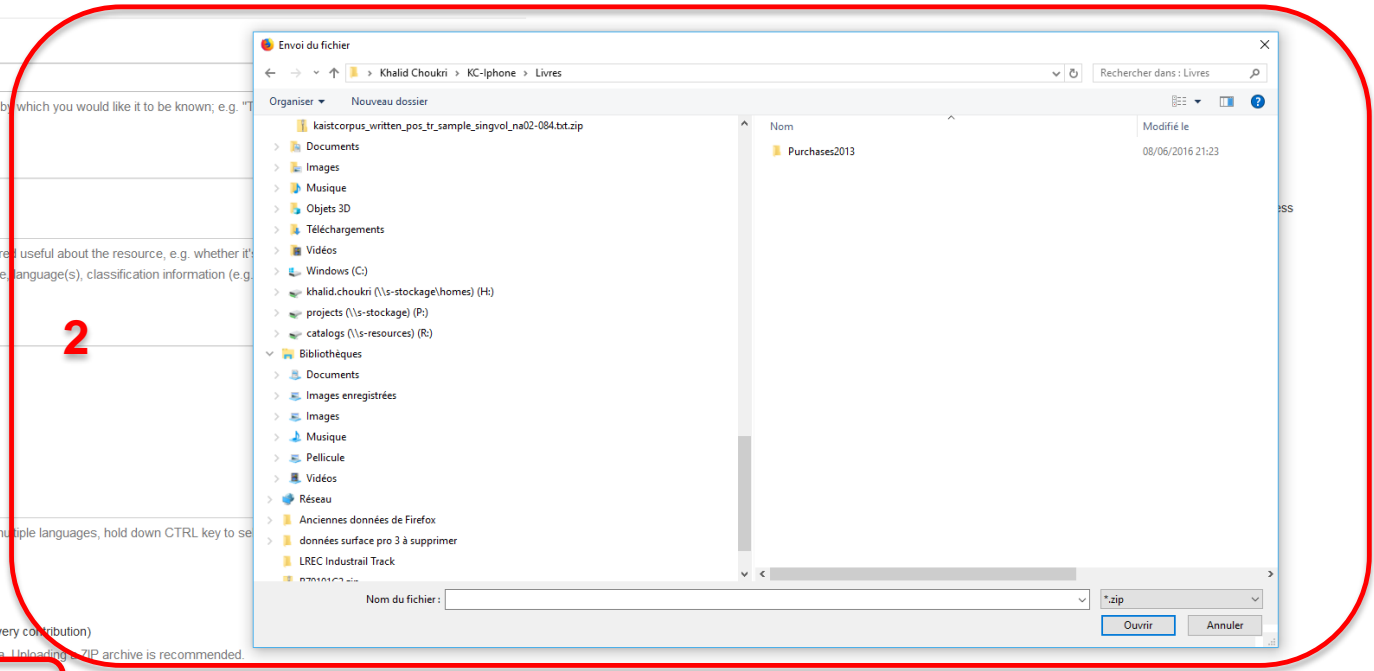 Envoi du fichier
Khalid Choukri > KC-Iphone > Livres
Rechercher dans : Livres
by which you would like it to be known; e.g. "T
Organiser
Nouveau dossier
kaistcorpus_written_pos_tr_sample_singvol_na02-084.txt.zip
Nom
Modifié le
Documents
Purchases2013
08/06/2016 21:23
Images
Musique
Objets 3D
Téléchargements
useful about the resource, e.g. whether it's
Vidéos
language(s), classification information (e.g.
Windows (C:)
khalid.choukri (\\s-stockage\homes) (H:)
projects (\\s-stockage) (P:)
catalogs (\\s-resources) (R:)
2
Bibliothèques
Documents
Images enregistrées
Images
Musique
Pellicule
Vidéos
Réseau
Anciennes données de Firefox
multiple languages, hold down CTRL key to se
données surface pro 3 à supprimer
LREC Industrail Track
Nom du fichier :
*.zip
Ouvrir
Annuler
very contribution)
Uploading a ZIP archive is recommended.